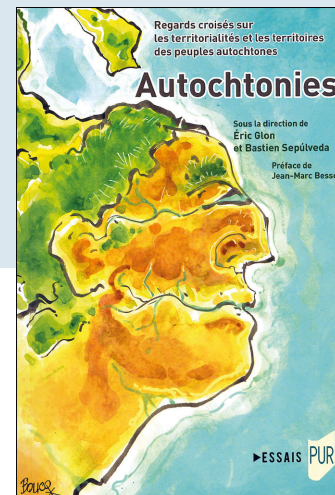 Regards croisés sur
les territorialités et les territoires
des peuples autochtones
Autochtonies
Sous la direction de
Éric Glon
et Bastien Sepúlveda
Préface de
Jean-Marc Besse
►ESSAIS PUR
Boucq